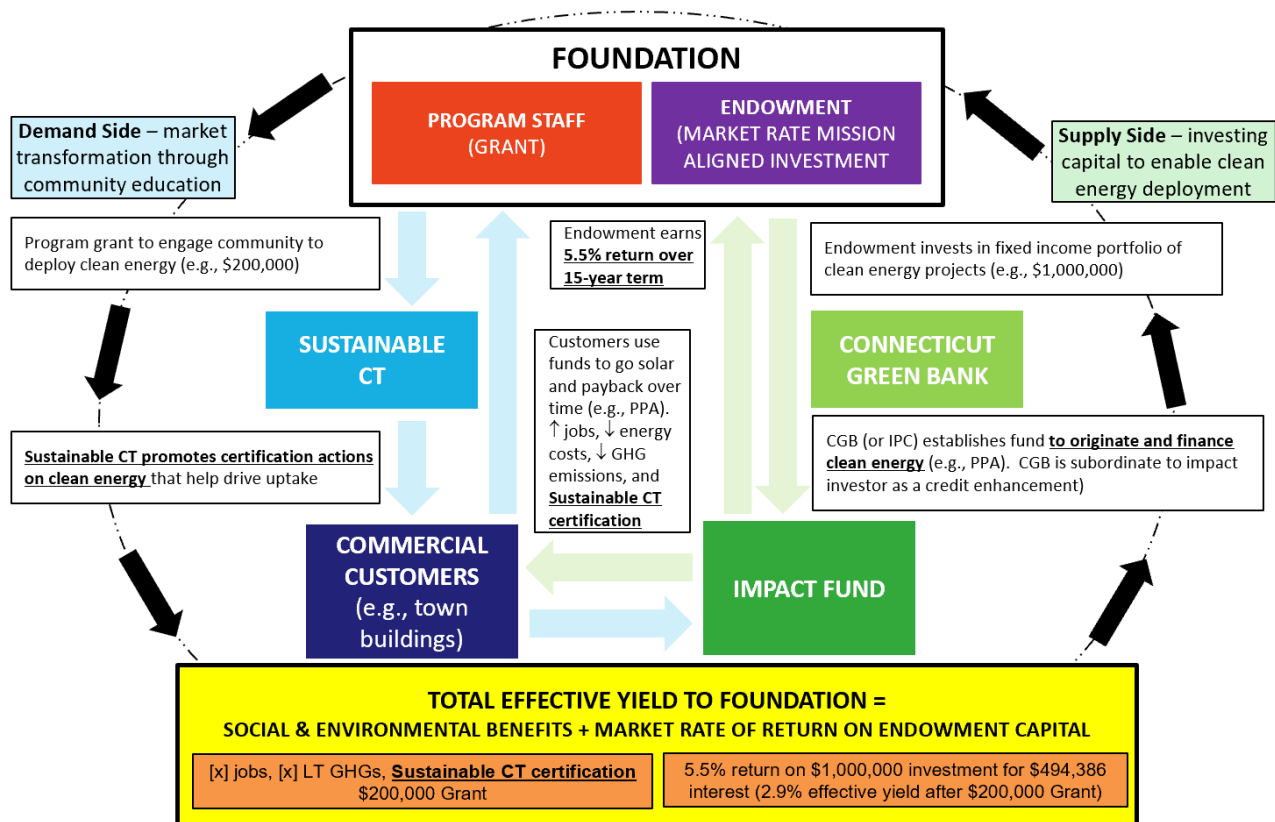 FOUNDATION
PROGRAM STAFF
(GRANT)
ENDOWMENT
(MARKET RATE MISSION
ALIGNED INVESTMENT
Demand Side – market
transformation through
community education
Supply Side – investing
capital to enable clean
energy deployment
Program grant to engage community to
deploy clean energy (e.g., $200,000)
Endowment earns
5.5% return over
15-year term
Endowment invests in fixed income portfolio of
clean energy projects (e.g., $1,000,000)
SUSTAINABLE
CT
Customers use
funds to go solar
and payback over
time (e.g., PPA).
↑ jobs, ↓ energy
costs, ↓ GHG
emissions, and
Sustainable CT
certification
CONNECTICUT
GREEN BANK
Sustainable CT promotes certification actions
on clean energy that help drive uptake
CGB (or IPC) establishes fund to originate and finance
clean energy (e.g., PPA). CGB is subordinate to impact
investor as a credit enhancement)
COMMERCIAL
CUSTOMERS
(e.g., town
buildings)
IMPACT FUND
TOTAL EFFECTIVE YIELD TO FOUNDATION =
SOCIAL & ENVIRONMENTAL BENEFITS + MARKET RATE OF RETURN ON ENDOWMENT CAPITAL
[x] jobs, [x] LT GHGs, Sustainable CT certification
$200,000 Grant
5.5% return on $1,000,000 investment for $494,386
interest (2.9% effective yield after $200,000 Grant)